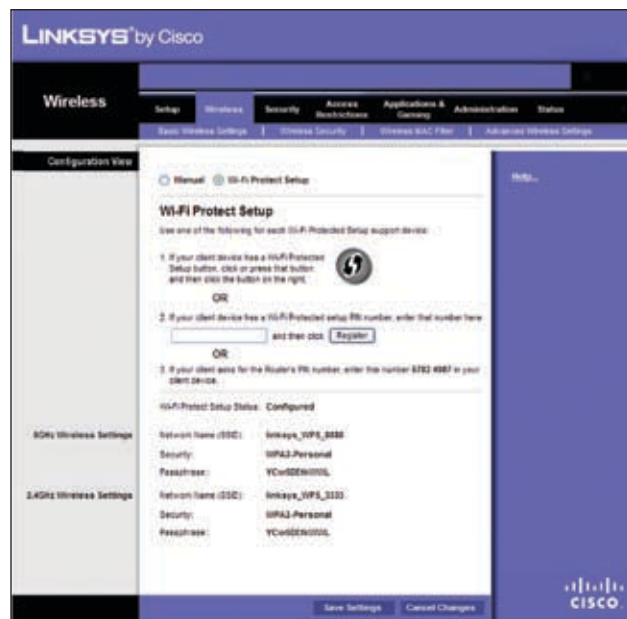 LINKSYS® by Cisco
Wireless
Setup
Wireless
Security
Access Restrictions
Applications & Gaming
Administration
Status
Basic Wireless Settings | Wireless Security | Wireless MAC Filter | Advanced Wireless Settings
Configuration View
Manual Wi-Fi Protect Setup
Help...
Wi-Fi Protect Setup
Use one of the following for each Wi-Fi Protected Setup support device:
1. If your client device has a Wi-Fi Protected
Setup button, click or press that button
and then click the button on the right.
OR
2. If your client device has a Wi-Fi Protected setup PIN number, enter that number here
and then click Register
OR
3. If your client asks for the Router's PIN number, enter this number 5782 4987 in your
client device.
Wi-Fi Protect Setup Status: Configured
5GHz Wireless Settings
Network Name (SSID):
Security: WPA2-Personal
Passphrase:
2.4GHz Wireless Settings
Network Name (SSID):
Security: WPA2-Personal
Passphrase:
Save Settings Cancel Changes
CISCO.